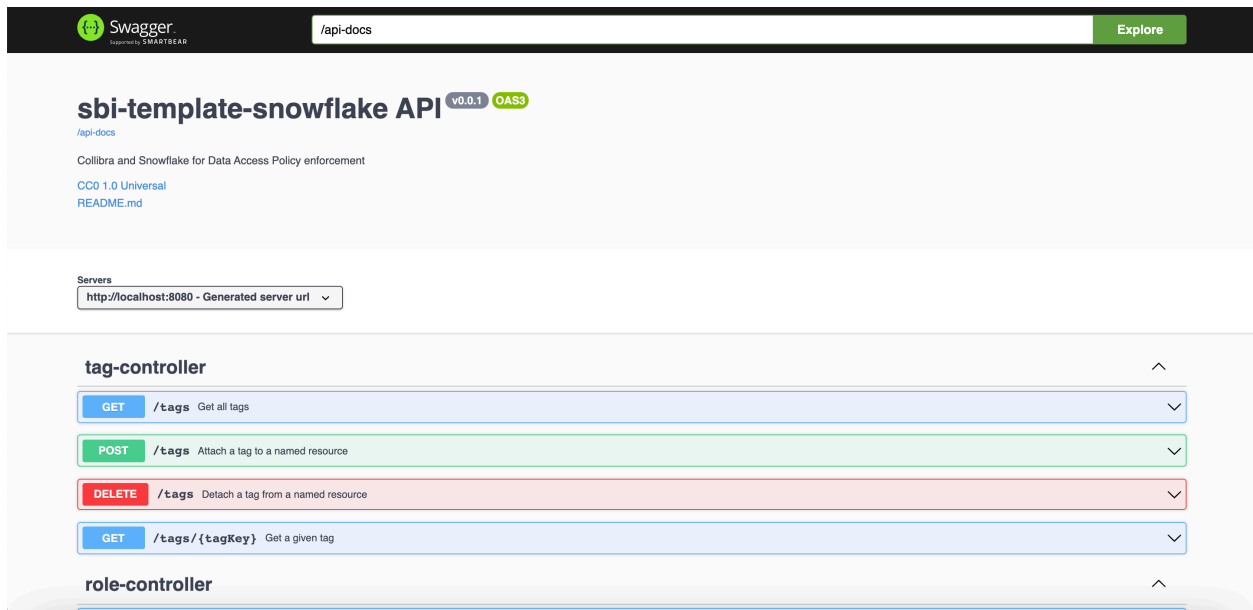 Swagger.
Supported by SMARTBEAR
/api-docs
Explore
sbi-template-snowflake API v0.0.1 OAS3
/api-docs
Collibra and Snowflake for Data Access Policy enforcement
CC0 1.0 Universal
README.md
Servers
http://localhost:8080 - Generated server url
tag-controller
GET /tags Get all tags
POST /tags Attach a tag to a named resource
DELETE /tags Detach a tag from a named resource
GET /tags/{tagKey} Get a given tag
role-controller